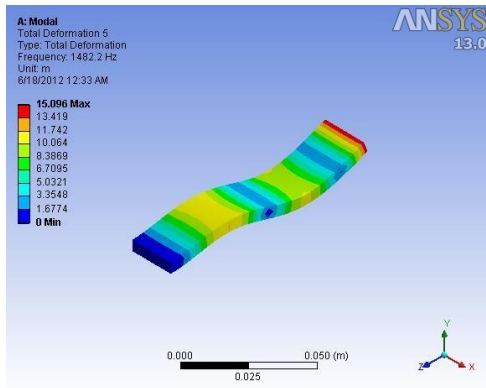 A: Modal
Total Deformation 5
Type: Total Deformation
Frequency: 1482.2 Hz
Unit: m
6/18/2012 12:33 AM
ANSYS
13.0
15.096 Max
13.419
11.742
10.064
8.3869
6.7095
5.0321
3.3548
1.6774
0 Min
0.000
0.050 (m)
0.025
Y
Z
X